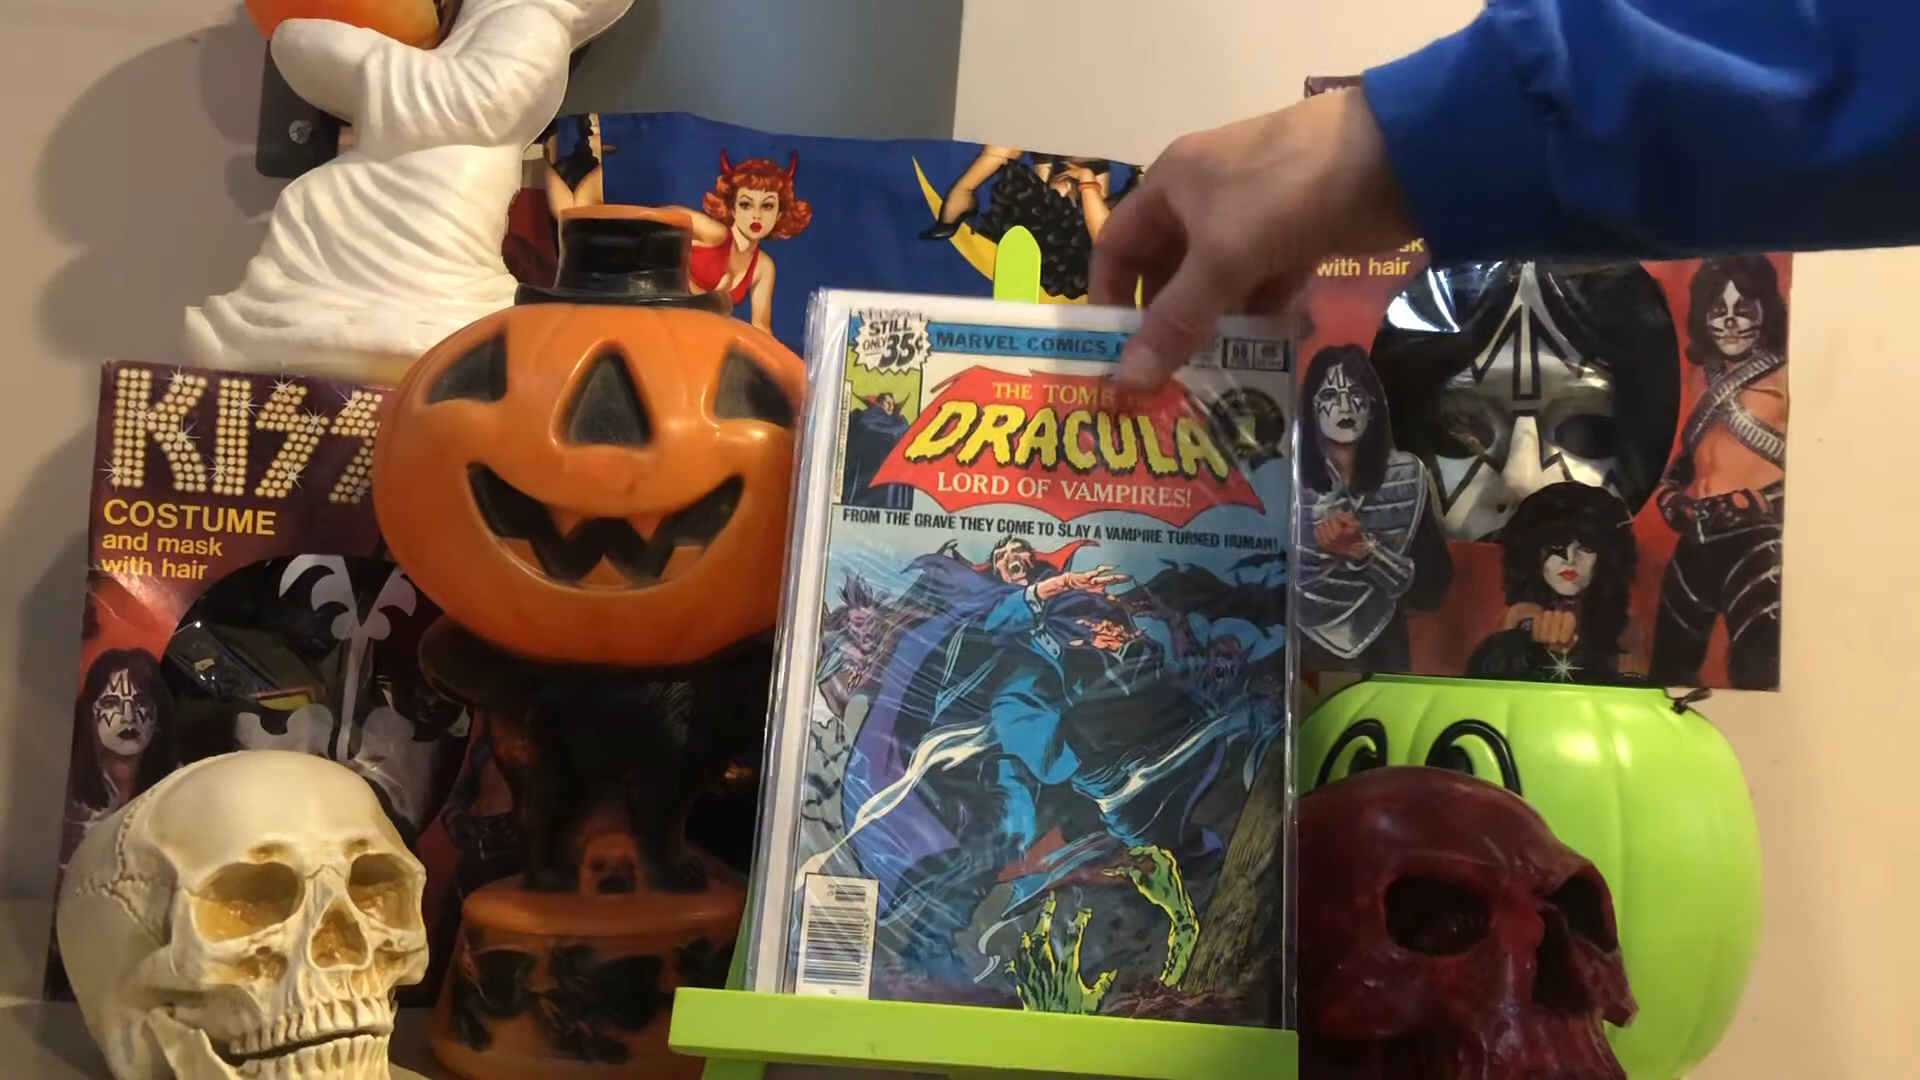 KISS
COSTUME
and mask
with hair
STILL
ONLY 35¢
MARVEL COMICS
THE TOMB
DRACULA
LORD OF VAMPIRES!
FROM THE GRAVE THEY COME TO SLAY A VAMPIRE TURNED HUMAN!
with hair